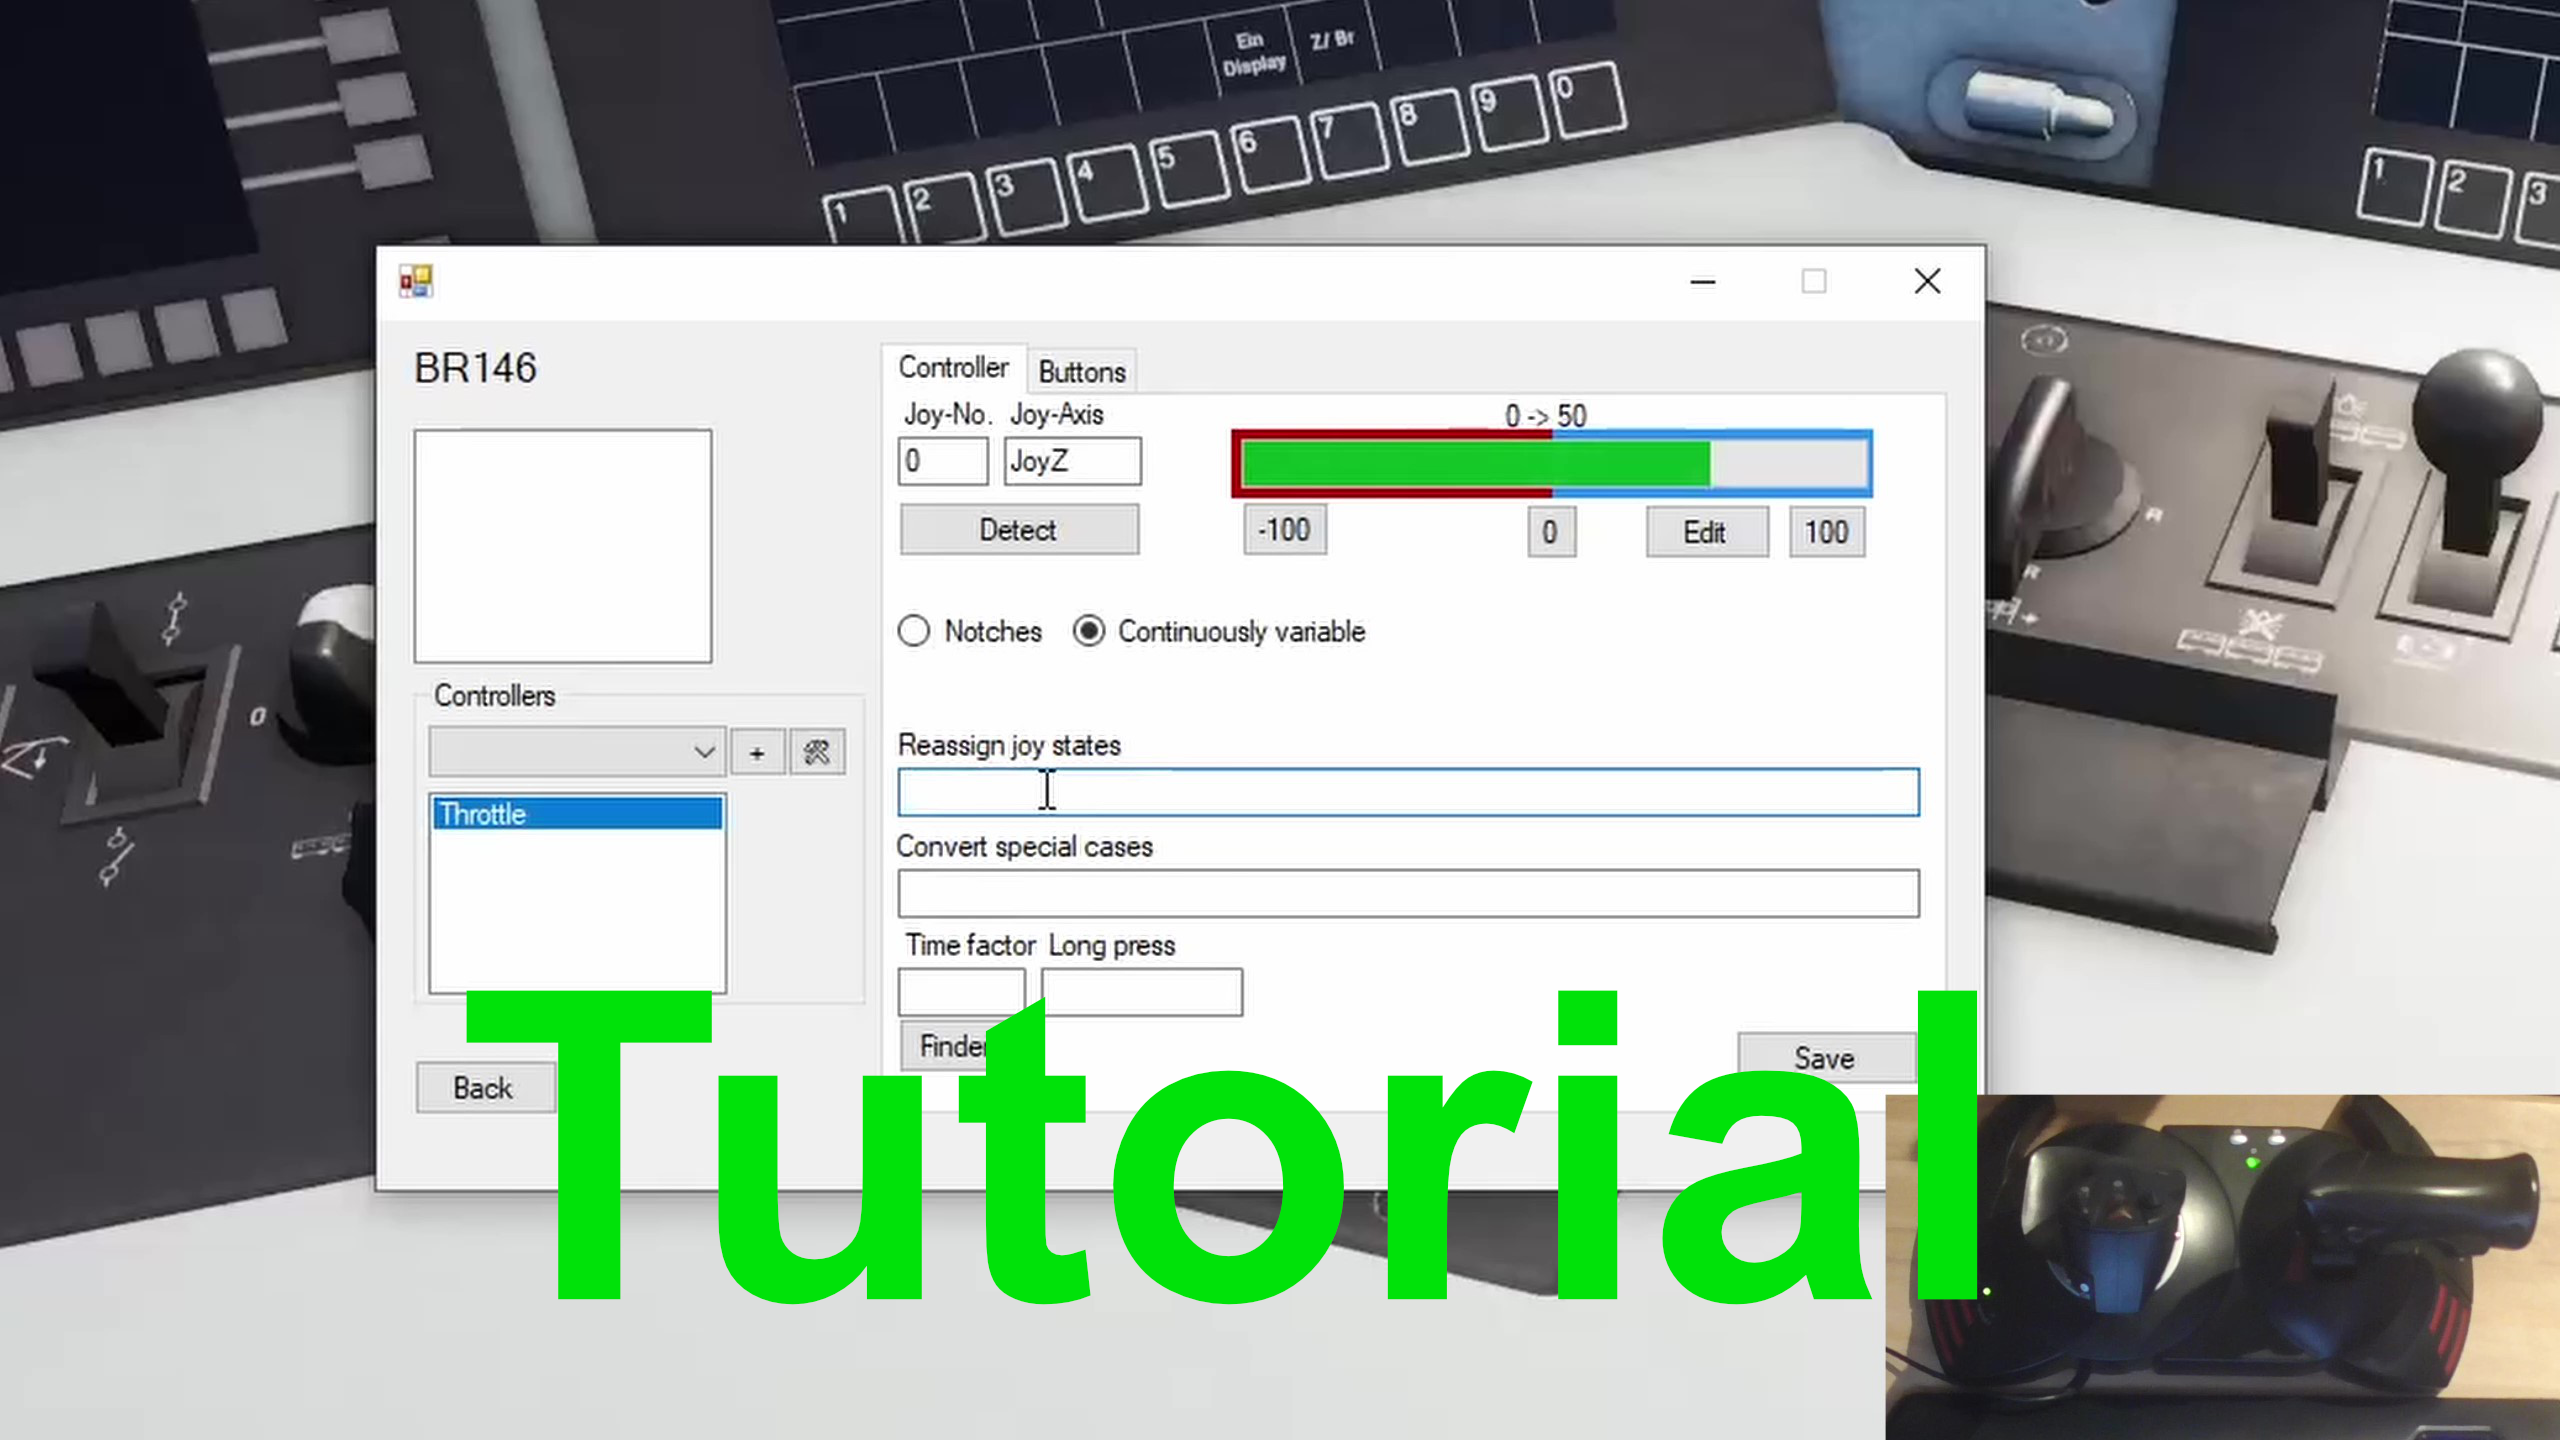 Ein
Display
Z/ Br
1 2 3 4 5 6 7 8 9 0
1 2 3
BR146
Controller Buttons
Joy-No. Joy-Axis
0 -> 50
0 JoyZ
Detect
-100 0 Edit 100
Notches Continuously variable
Controllers
+
Throttle
Reassign joy states
Convert special cases
Time factor Long press
Finder
Save
Back
0
R
R
Tutorial